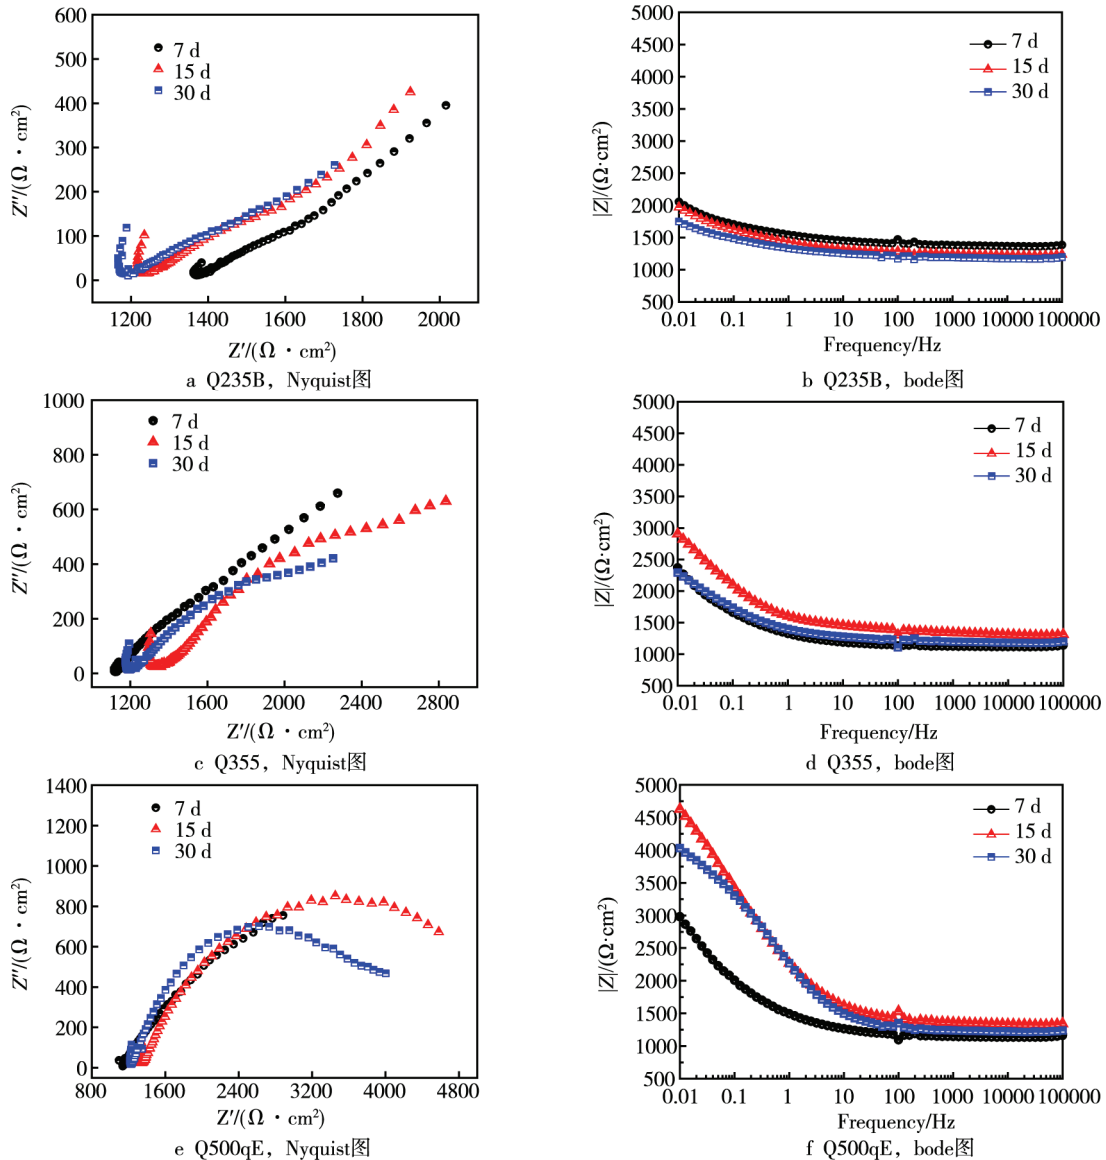 600
500
400
300
200
100
0
Z″/(Ω · cm²)
7 d
15 d
30 d
1200
1400
1600
1800
2000
Z′/(Ω · cm²)
a Q235B，Nyquist图
5000
4500
4000
3500
3000
2500
2000
1500
1000
500
|Z|/(Ω·cm²)
7 d
15 d
30 d
0.01
0.1
1
10
100
1000
10000
100000
Frequency/Hz
b Q235B，bode图
1000
800
600
400
200
0
Z″/(Ω · cm²)
7 d
15 d
30 d
1200
1600
2000
2400
2800
Z′/(Ω · cm²)
c Q355，Nyquist图
5000
4500
4000
3500
3000
2500
2000
1500
1000
500
|Z|/(Ω·cm²)
7 d
15 d
30 d
0.01
0.1
1
10
100
1000
10000
100000
Frequency/Hz
d Q355，bode图
1400
1200
1000
800
600
400
200
0
Z″/(Ω · cm²)
7 d
15 d
30 d
800
1600
2400
3200
4000
4800
Z′/(Ω · cm²)
e Q500qE，Nyquist图
5000
4500
4000
3500
3000
2500
2000
1500
1000
500
|Z|/(Ω·cm²)
7 d
15 d
30 d
0.01
0.1
1
10
100
1000
10000
100000
Frequency/Hz
f Q500qE，bode图